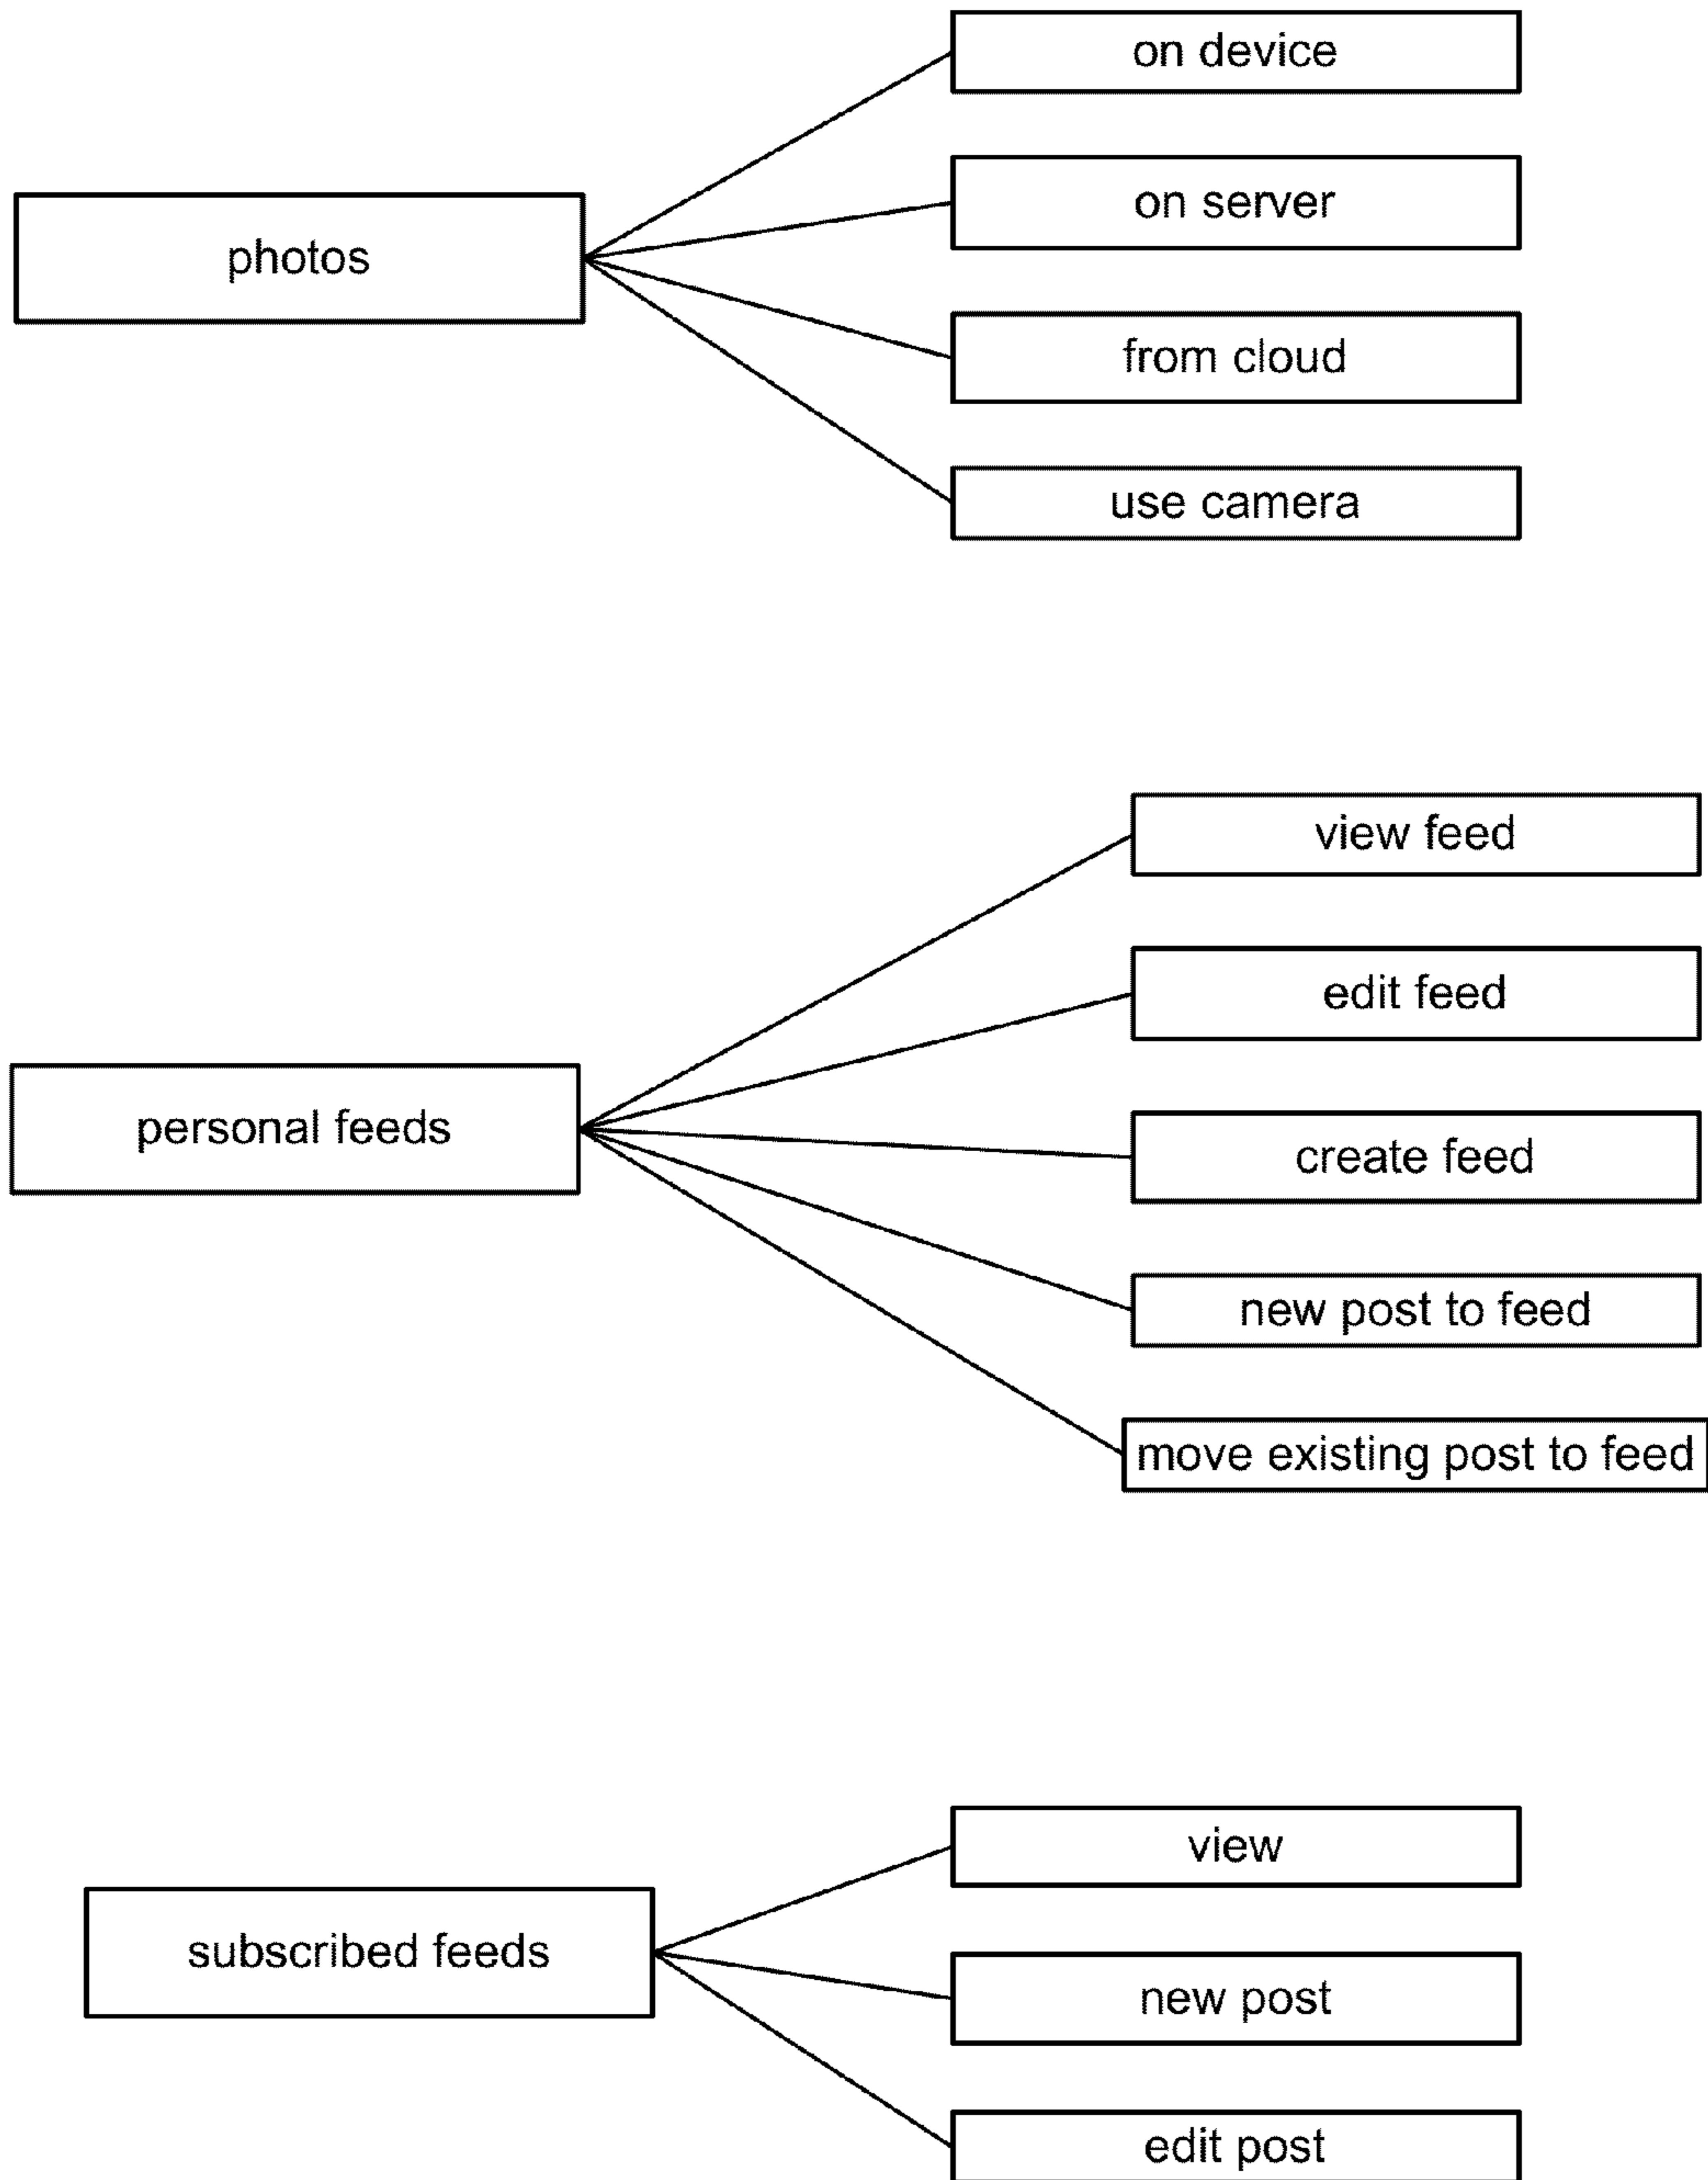 photos
on device
on server
from cloud
use camera
personal feeds
view feed
edit feed
create feed
new post to feed
move existing post to feed
subscribed feeds
view
new post
edit post